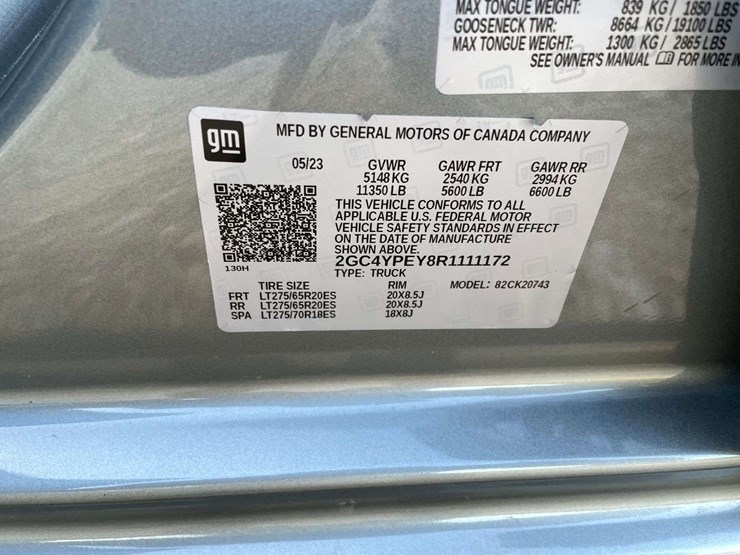 MAX TONGUE WEIGHT: 839 KG / 1850 LBS
GOOSENECK TWR: 8664 KG / 19100 LBS
MAX TONGUE WEIGHT: 1300 KG / 2865 LBS
SEE OWNER'S MANUAL FOR MORE
gm
MFD BY GENERAL MOTORS OF CANADA COMPANY
05/23 GVWR GAWR FRT GAWR RR
5148 KG 2540 KG 2994 KG
11350 LB 5600 LB 6600 LB
THIS VEHICLE CONFORMS TO ALL
APPLICABLE U.S. FEDERAL MOTOR
VEHICLE SAFETY STANDARDS IN EFFECT
ON THE DATE OF MANUFACTURE
SHOWN ABOVE.
2GC4YPEY8R1111172
130H
TYPE: TRUCK
TIRE SIZE RIM MODEL: 82CK20743
FRT LT275/65R20ES 20X8.5J
RR LT275/65R20ES 20X8.5J
SPA LT275/70R18ES 18X8J